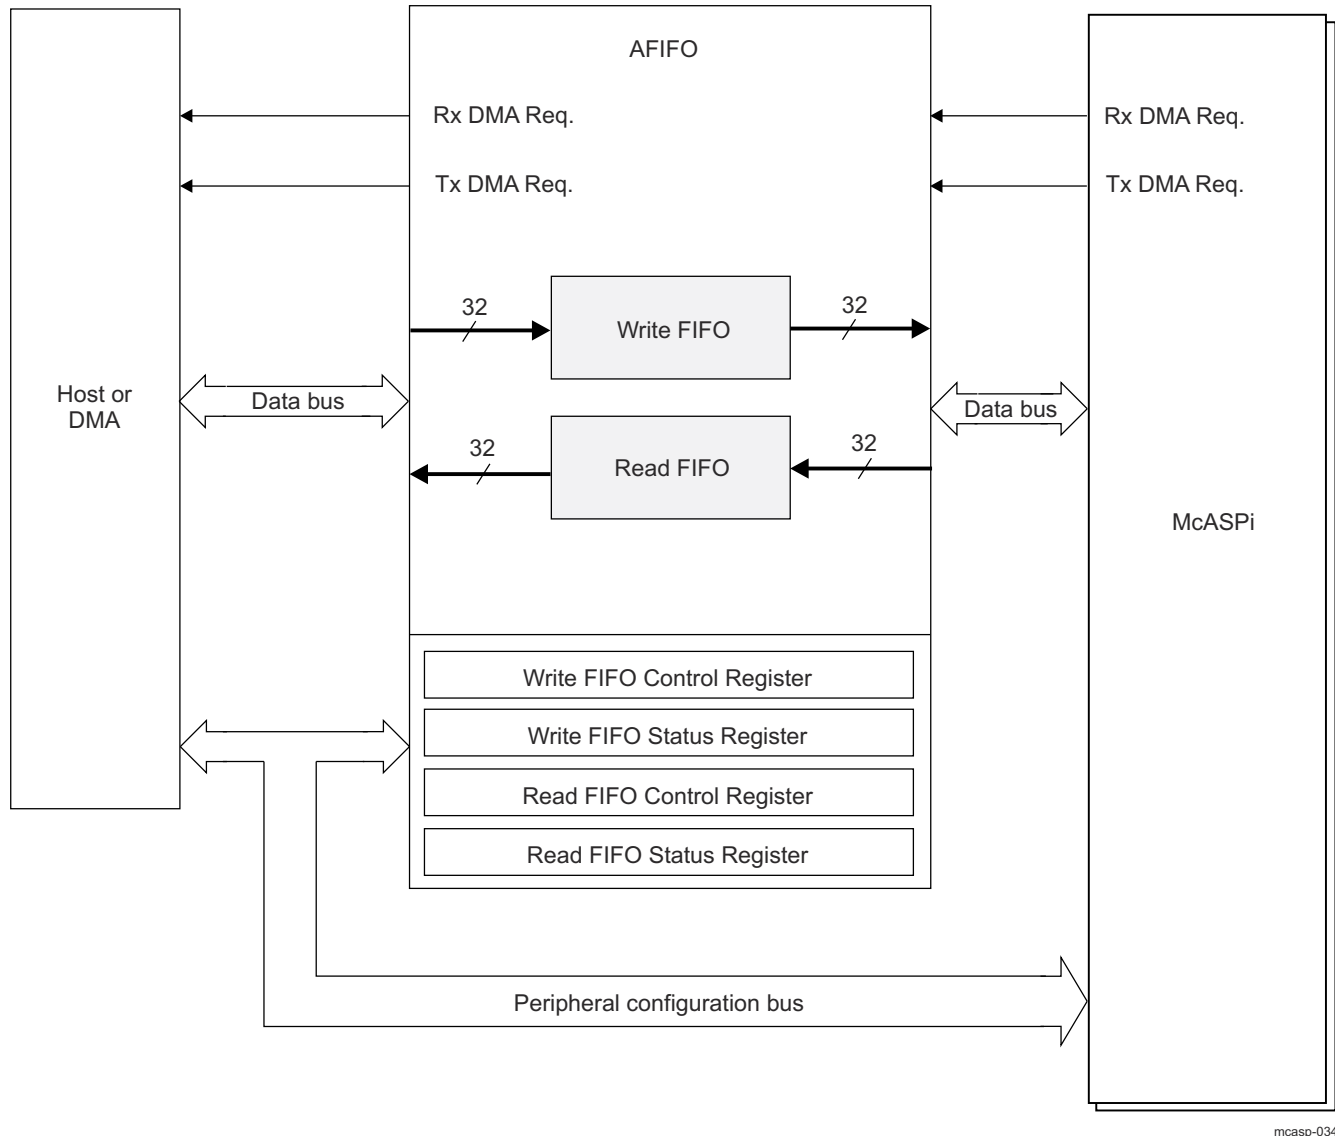 AFIFO
Rx DMA Req.
Rx DMA Req.
Tx DMA Req.
Tx DMA Req.
32
32
Write FIFO
Host or
DMA
Data bus
Data bus
32
32
Read FIFO
McASPi
Write FIFO Control Register
Write FIFO Status Register
Read FIFO Control Register
Read FIFO Status Register
Peripheral configuration bus
mcasp-034